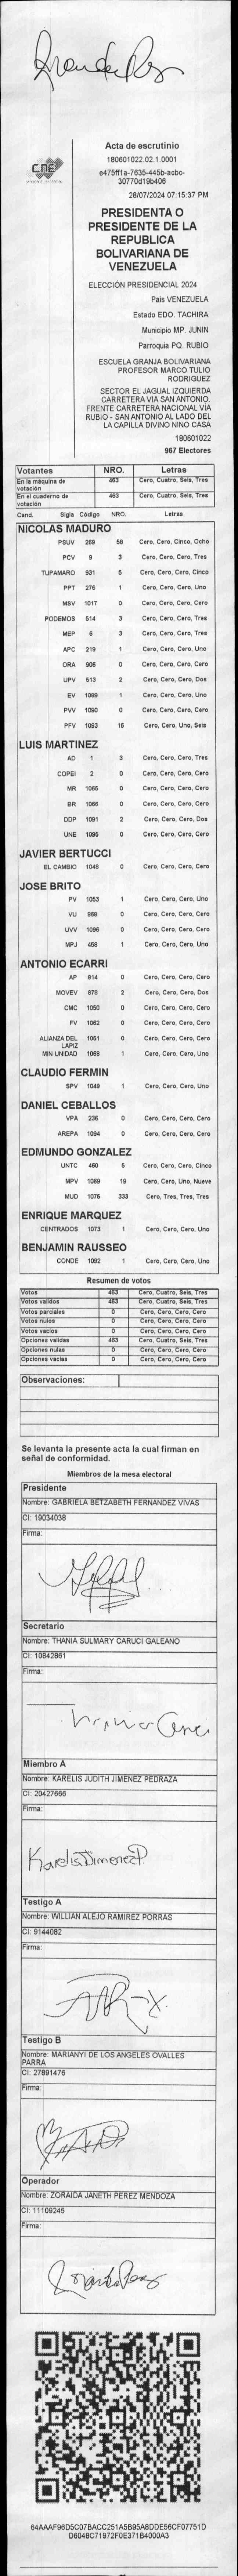 CNE
Acta de escrutinio
180601022.02.1.0001
e475ff1a-7635-445b-acbc-
30770d19b406
28/07/2024 07:15:37 PM
PRESIDENTA O
PRESIDENTE DE LA
REPUBLICA
BOLIVARIANA DE
VENEZUELA
ELECCIÓN PRESIDENCIAL 2024
País VENEZUELA
Estado EDO. TACHIRA
Municipio MP. JUNIN
Parroquia PQ. RUBIO
ESCUELA GRANJA BOLIVARIANA
PROFESOR MARCO TULIO
RODRIGUEZ
SECTOR EL JAGUAL IZQUIERDA
CARRETERA VIA SAN ANTONIO.
FRENTE CARRETERA NACIONAL VÍA
RUBIO - SAN ANTONIO AL LADO DEL
LA CAPILLA DIVINO NINO CASA
180601022
967 Electores
Votantes NRO. Letras
En la máquina de votación 463 Cero, Cuatro, Seis, Tres
En el cuaderno de votación 463 Cero, Cuatro, Seis, Tres
Cand. Sigla Código NRO. Letras
NICOLAS MADURO
PSUV 269 58 Cero, Cero, Cinco, Ocho
PCV 9 3 Cero, Cero, Cero, Tres
TUPAMARO 931 5 Cero, Cero, Cero, Cinco
PPT 276 1 Cero, Cero, Cero, Uno
MSV 1017 0 Cero, Cero, Cero, Cero
PODEMOS 514 3 Cero, Cero, Cero, Tres
MEP 6 3 Cero, Cero, Cero, Tres
APC 219 1 Cero, Cero, Cero, Uno
ORA 906 0 Cero, Cero, Cero, Cero
UPV 513 2 Cero, Cero, Cero, Dos
EV 1089 1 Cero, Cero, Cero, Uno
PVV 1090 0 Cero, Cero, Cero, Cero
PFV 1093 16 Cero, Cero, Uno, Seis
LUIS MARTINEZ
AD 1 3 Cero, Cero, Cero, Tres
COPEI 2 0 Cero, Cero, Cero, Cero
MR 1065 0 Cero, Cero, Cero, Cero
BR 1086 0 Cero, Cero, Cero, Cero
DDP 1091 2 Cero, Cero, Cero, Dos
UNE 1095 0 Cero, Cero, Cero, Cero
JAVIER BERTUCCI
EL CAMBIO 1048 0 Cero, Cero, Cero, Cero
JOSE BRITO
PV 1053 1 Cero, Cero, Cero, Uno
VU 868 0 Cero, Cero, Cero, Cero
UVV 1096 0 Cero, Cero, Cero, Cero
MPJ 458 1 Cero, Cero, Cero, Uno
ANTONIO ECARRI
AP 914 0 Cero, Cero, Cero, Cero
MOVEV 978 2 Cero, Cero, Cero, Dos
CMC 1050 0 Cero, Cero, Cero, Cero
FV 1062 0 Cero, Cero, Cero, Cero
ALIANZA DEL LAPIZ 1051 0 Cero, Cero, Cero, Cero
MIN UNIDAD 1068 1 Cero, Cero, Cero, Uno
CLAUDIO FERMIN
SPV 1049 1 Cero, Cero, Cero, Uno
DANIEL CEBALLOS
VPA 236 0 Cero, Cero, Cero, Cero
AREPA 1094 0 Cero, Cero, Cero, Cero
EDMUNDO GONZALEZ
UNTC 460 5 Cero, Cero, Cero, Cinco
MPV 1069 19 Cero, Cero, Uno, Nueve
MUD 1075 333 Cero, Tres, Tres, Tres
ENRIQUE MARQUEZ
CENTRADOS 1073 1 Cero, Cero, Cero, Uno
BENJAMIN RAUSSEO
CONDE 1092 1 Cero, Cero, Cero, Uno
Resumen de votos
Votos 463 Cero, Cuatro, Seis, Tres
Votos validos 463 Cero, Cuatro, Seis, Tres
Votos parciales 0 Cero, Cero, Cero, Cero
Votos nulos 0 Cero, Cero, Cero, Cero
Votos vacios 0 Cero, Cero, Cero, Cero
Opciones validas 463 Cero, Cuatro, Seis, Tres
Opciones nulas 0 Cero, Cero, Cero, Cero
Opciones vacias 0 Cero, Cero, Cero, Cero
Observaciones:
Se levanta la presente acta la cual firman en
señal de conformidad.
Miembros de la mesa electoral
Presidente
Nombre: GABRIELA BETZABETH FERNANDEZ VIVAS
CI: 19034038
Firma:
Secretario
Nombre: THANIA SULMARY CARUCI GALEANO
CI: 10842861
Firma:
Miembro A
Nombre: KARELIS JUDITH JIMENEZ PEDRAZA
CI: 20427666
Firma:
Karelis Jimenez P.
Testigo A
Nombre: WILLIAN ALEJO RAMIREZ PORRAS
CI: 9144082
Firma:
Testigo B
Nombre: MARIANYI DE LOS ANGELES OVALLES
PARRA
CI: 27891476
Firma:
Operador
Nombre: ZORAIDA JANETH PEREZ MENDOZA
CI: 11109245
Firma:
64AAAF96D5C07BACC251A5B95A8DDE56CF07751D
D6048C71972F0E371B4000A3